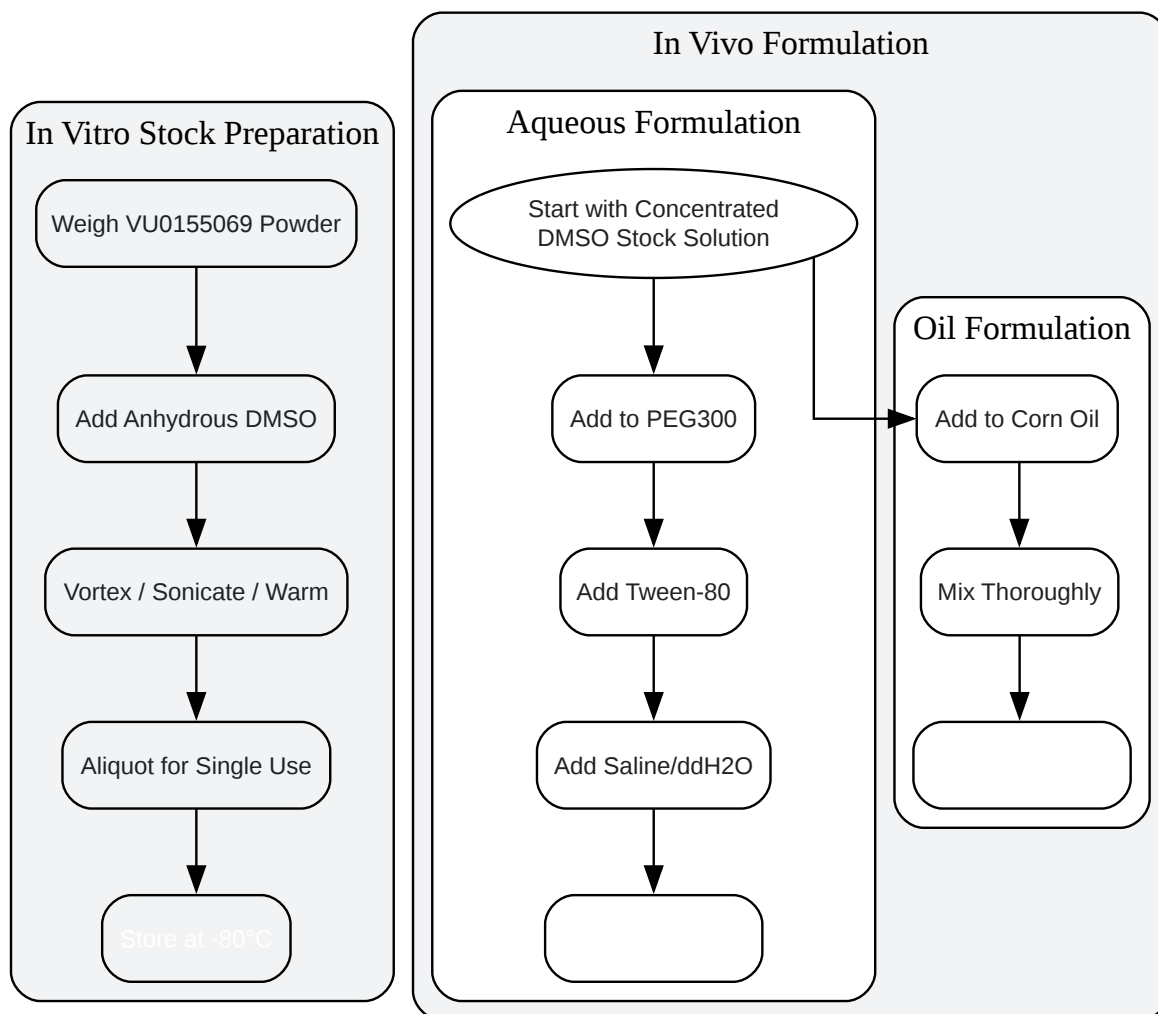 In Vivo Formulation
In Vitro Stock Preparation
Weigh VU0155069 Powder
Add Anhydrous DMSO
Vortex / Sonicate / Warm
Aliquot for Single Use
Store at -80°C
Aqueous Formulation
Start with Concentrated
DMSO Stock Solution
Add to PEG300
Add Tween-80
Add Saline/ddH2O
Oil Formulation
Add to Corn Oil
Mix Thoroughly